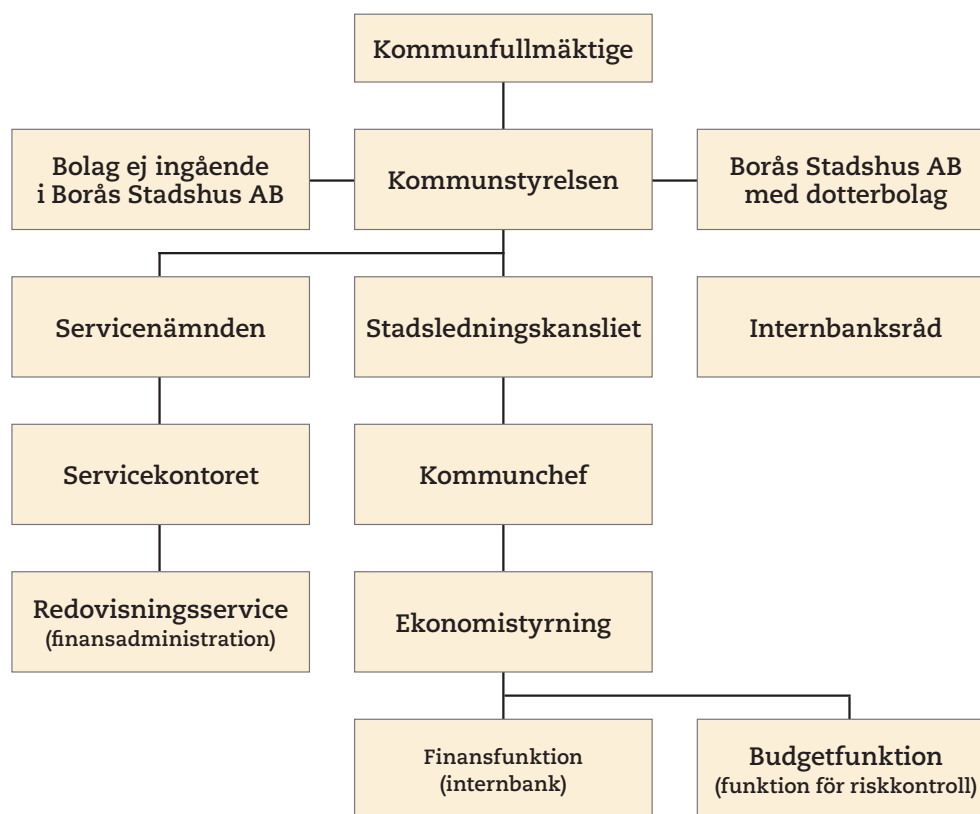 Kommunfullmäktige
Bolag ej ingående
i Borås Stadshus AB
Kommunstyrelsen
Borås Stadshus AB
med dotterbolag
Servicenämnden
Stadsledningskansliet
Internbanksråd
Servicekontoret
Kommunchef
Redovisningsservice
(finansadministration)
Ekonomistyrning
Finansfunktion
(internbank)
Budgetfunktion
(funktion för riskkontroll)